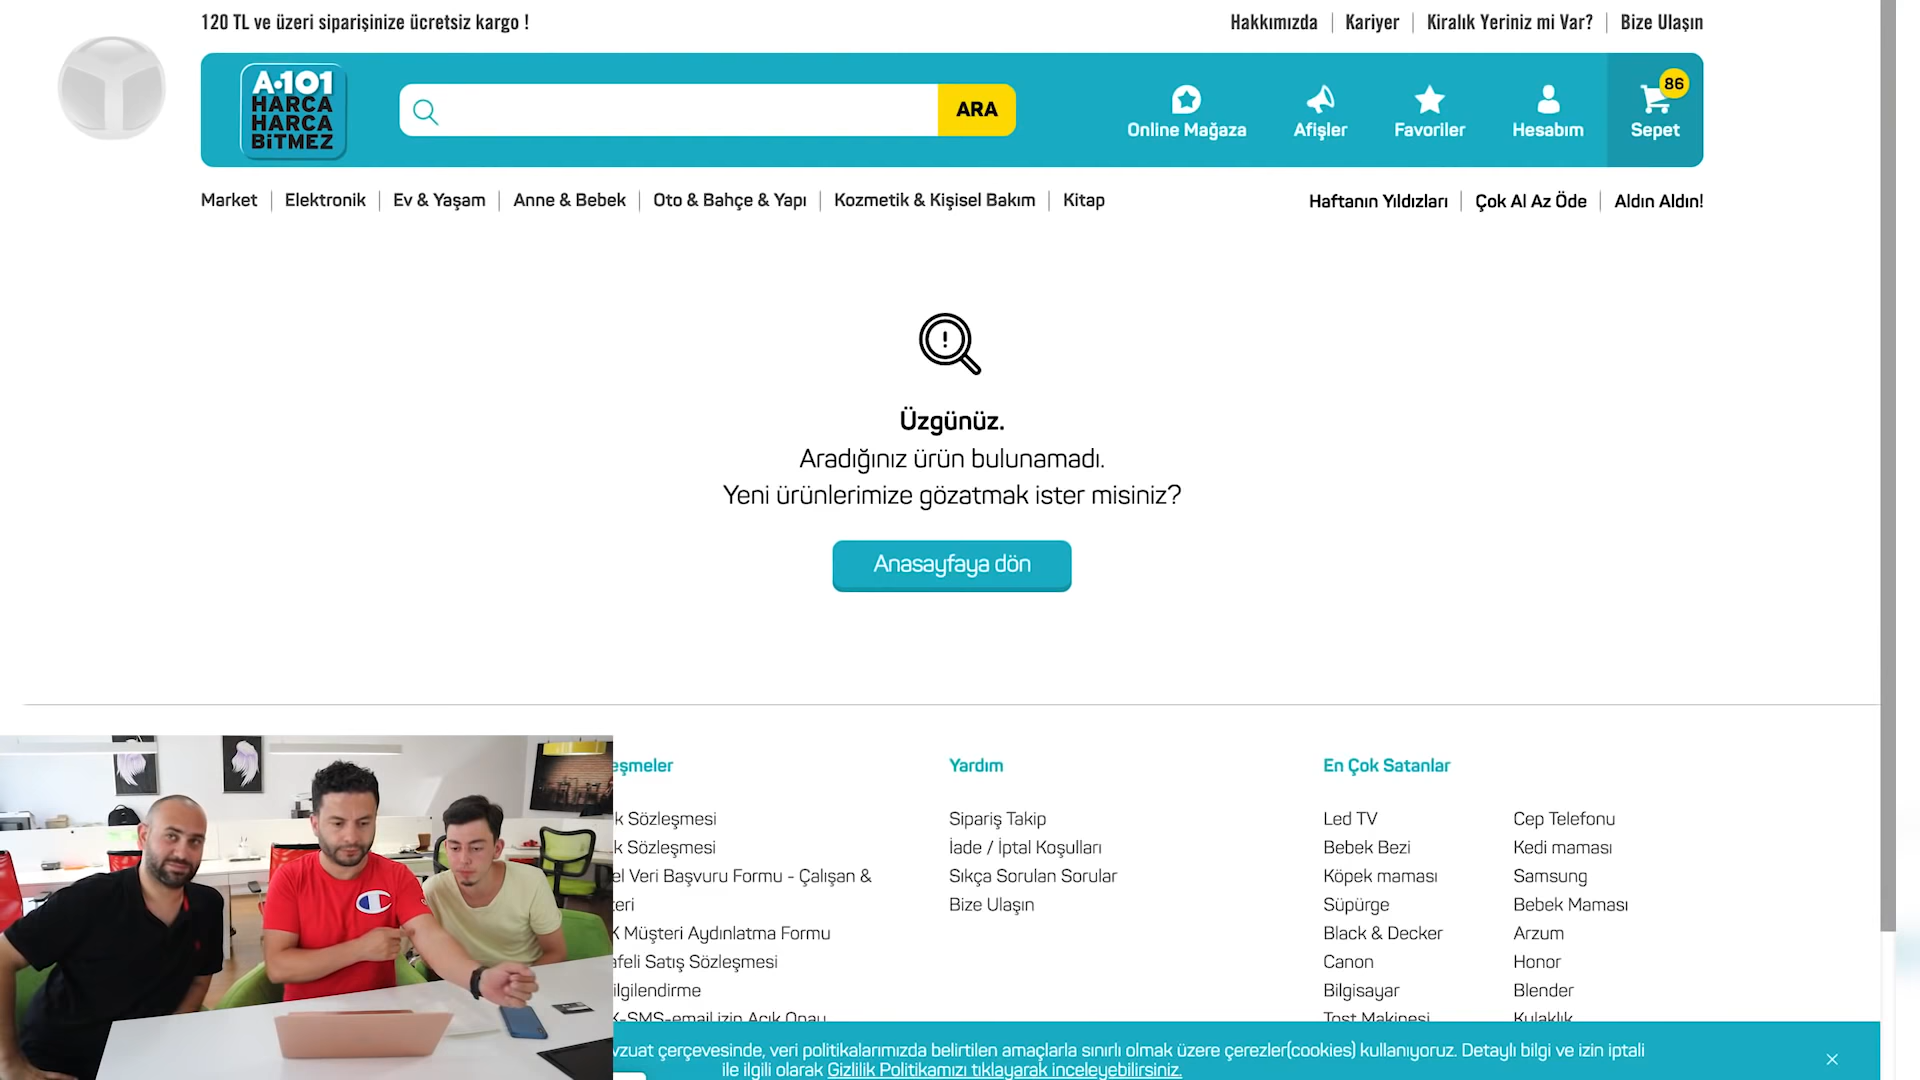 120 TL ve üzeri siparişinize ücretsiz kargo !
Hakkımızda
Kariyer
Kiralık Yeriniz mi Var?
Bize Ulaşın
A101
HARCA
HARCA
BİTMEZ
ARA
Online Mağaza
Afişler
Favoriler
Hesabım
86
Sepet
Market
Elektronik
Ev & Yaşam
Anne & Bebek
Oto & Bahçe & Yapı
Kozmetik & Kişisel Bakım
Kitap
Haftanın Yıldızları
Çok Al Az Öde
Aldın Aldın!
Üzgünüz.
Aradığınız ürün bulunamadı.
Yeni ürünlerimize gözatmak ister misiniz?
Anasayfaya dön
eşmeler
k Sözleşmesi
k Sözleşmesi
el Veri Başvuru Formu - Çalışan &
teri
K Müşteri Aydınlatma Formu
afeli Satış Sözleşmesi
ilgilendirme
K-SMS-email izin Açık Onay
Yardım
Sipariş Takip
İade / İptal Koşulları
Sıkça Sorulan Sorular
Bize Ulaşın
En Çok Satanlar
Led TV
Bebek Bezi
Köpek maması
Süpürge
Black & Decker
Canon
Bilgisayar
Tost Makinesi
Cep Telefonu
Kedi maması
Samsung
Bebek Maması
Arzum
Honor
Blender
Kulaklık
vzuat çerçevesinde, veri politikalarımızda belirtilen amaçlarla sınırlı olmak üzere çerezler(cookies) kullanıyoruz. Detaylı bilgi ve izin iptali
ile ilgili olarak Gizlilik Politikamızı tıklayarak inceleyebilirsiniz.